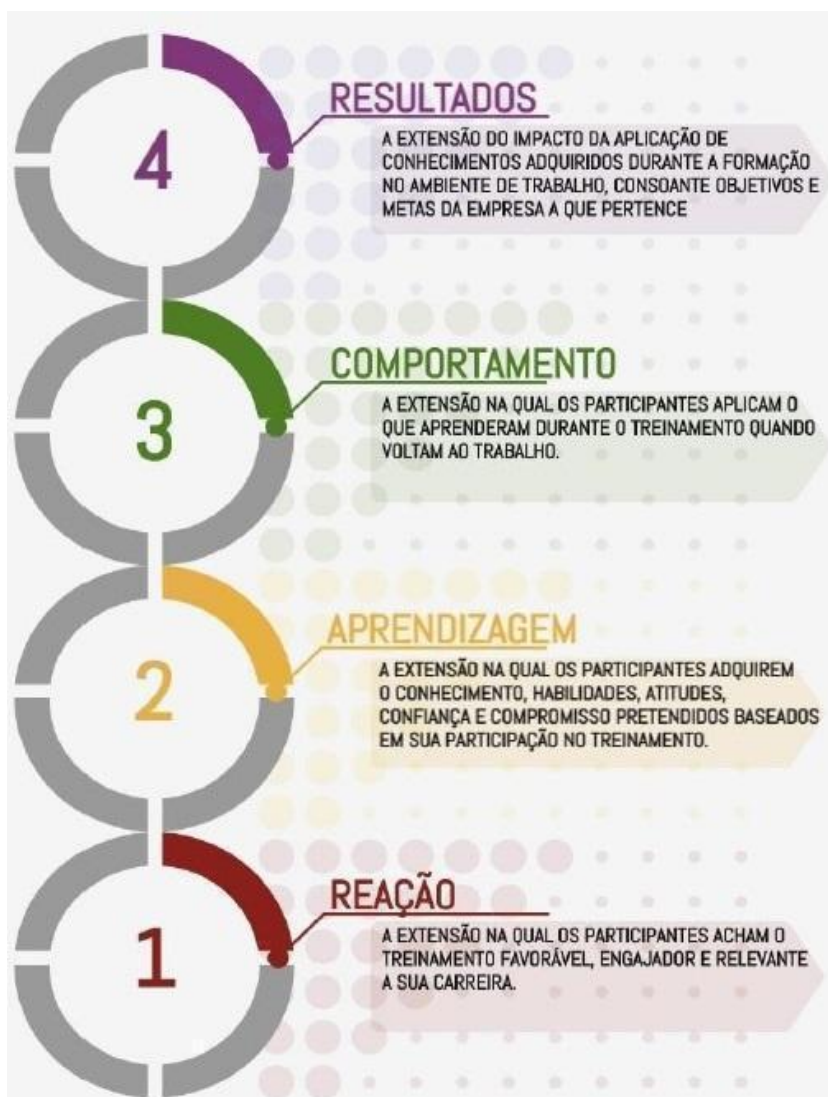 4
RESULTADOS
A EXTENSÃO DO IMPACTO DA APLICAÇÃO DE
CONHECIMENTOS ADQUIRIDOS DURANTE A FORMAÇÃO
NO AMBIENTE DE TRABALHO, CONSOANTE OBJETIVOS E
METAS DA EMPRESA A QUE PERTENCE
3
COMPORTAMENTO
A EXTENSÃO NA QUAL OS PARTICIPANTES APLICAM O
QUE APRENDERAM DURANTE O TREINAMENTO QUANDO
VOLTAM AO TRABALHO.
2
APRENDIZAGEM
A EXTENSÃO NA QUAL OS PARTICIPANTES ADQUIREM
O CONHECIMENTO, HABILIDADES, ATITUDES,
CONFIANÇA E COMPROMISSO PRETENDIDOS BASEADOS
EM SUA PARTICIPAÇÃO NO TREINAMENTO.
1
REAÇÃO
A EXTENSÃO NA QUAL OS PARTICIPANTES ACHAM O
TREINAMENTO FAVORÁVEL, ENGAJADOR E RELEVANTE
A SUA CARREIRA.